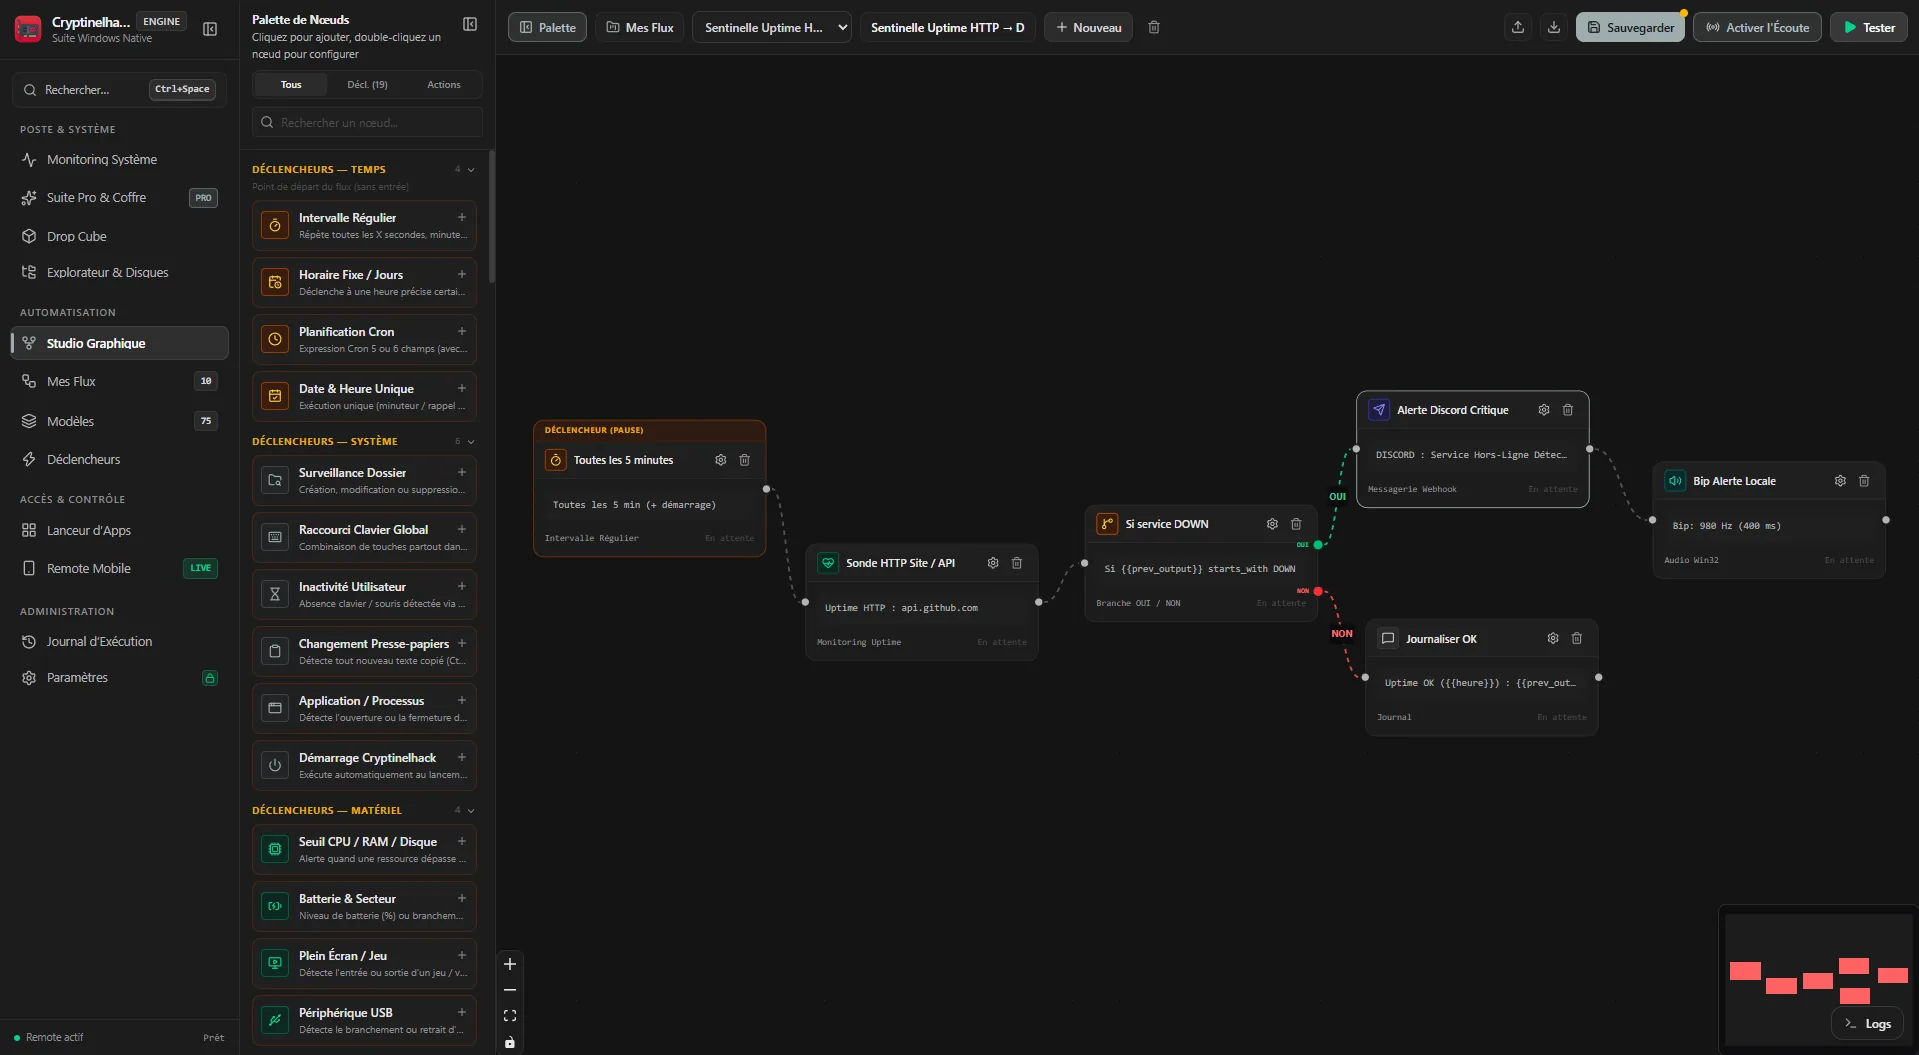 Cryptinelha...
ENGINE
Suite Windows Native
Rechercher...
Ctrl+Space
POSTE & SYSTÈME
Monitoring Système
Suite Pro & Coffre
PRO
Drop Cube
Explorateur & Disques
AUTOMATISATION
Studio Graphique
Mes Flux
10
Modèles
75
Déclencheurs
ACCÈS & CONTRÔLE
Lanceur d'Apps
Remote Mobile
LIVE
ADMINISTRATION
Journal d'Exécution
Paramètres
Remote actif
Prêt
Palette de Nœuds
Cliquez pour ajouter, double-cliquez un
nœud pour configurer
Tous
Décl. (19)
Actions
Rechercher un nœud...
DÉCLENCHEURS — TEMPS
4
Point de départ du flux (sans entrée)
Intervalle Régulier
Répète toutes les X secondes, minute...
Horaire Fixe / Jours
Déclenche à une heure précise certai...
Planification Cron
Expression Cron 5 ou 6 champs (avec...
Date & Heure Unique
Exécution unique (minuteur / rappel ...
DÉCLENCHEURS — SYSTÈME
6
Surveillance Dossier
Création, modification ou suppressio...
Raccourci Clavier Global
Combinaison de touches partout dan...
Inactivité Utilisateur
Absence clavier / souris détectée via ...
Changement Presse-papiers
Détecte tout nouveau texte copié (Ct...
Application / Processus
Détecte l'ouverture ou la fermeture d...
Démarrage Cryptinelhack
Exécute automatiquement au lancem...
DÉCLENCHEURS — MATÉRIEL
4
Seuil CPU / RAM / Disque
Alerte quand une ressource dépasse ...
Batterie & Secteur
Niveau de batterie (%) ou branchem...
Plein Écran / Jeu
Détecte l'entrée ou sortie d'un jeu / v...
Périphérique USB
Détecte le branchement ou retrait d'...
Palette
Mes Flux
Sentinelle Uptime H...
Sentinelle Uptime HTTP → D
Nouveau
Sauvegarder
Activer l'Écoute
Tester
DÉCLENCHEUR (PAUSE)
Toutes les 5 minutes
Toutes les 5 min (+ démarrage)
Intervalle Régulier
En attente
Sonde HTTP Site / API
Uptime HTTP : api.github.com
Monitoring Uptime
En attente
Si service DOWN
OUI
Si {{prev_output}} starts_with DOWN
NON
Branche OUI / NON
En attente
OUI
NON
Alerte Discord Critique
DISCORD : Service Hors-Ligne Détec…
Messagerie Webhook
En attente
Journaliser OK
Uptime OK ({{heure}}) : {{prev_out…
Journal
En attente
Bip Alerte Locale
Bip: 980 Hz (400 ms)
Audio Win32
En attente
Logs